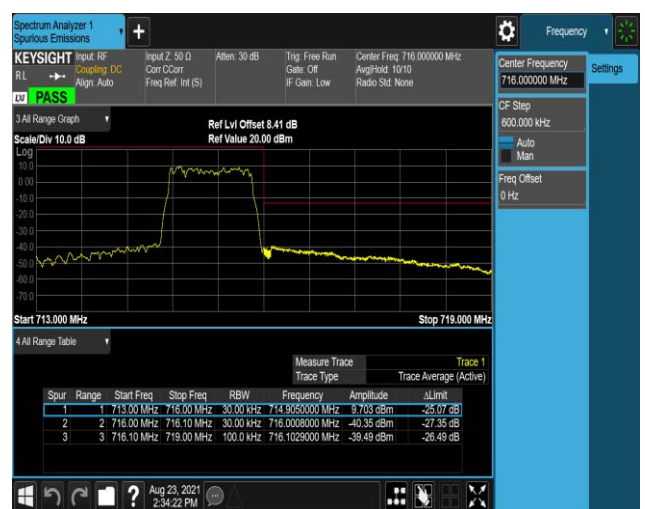 Spectrum Analyzer 1
Spurious Emissions
+
Frequency
KEYSIGHT
RL
LXI
PASS
Input: RF
Coupling: DC
Align: Auto
Input Z: 50 Ω
Corr CCorr
Freq Ref: Int (S)
Atten: 30 dB
Trig: Free Run
Gate: Off
IF Gain: Low
Center Freq: 716.000000 MHz
Avg|Hold: 10/10
Radio Std: None
Center Frequency
716.000000 MHz
Settings
CF Step
600.000 kHz
Auto
Man
Freq Offset
0 Hz
3 All Range Graph
Scale/Div 10.0 dB
Ref Lvl Offset 8.41 dB
Ref Value 20.00 dBm
Log
10.0
0.00
-10.0
-20.0
-30.0
-40.0
-50.0
-60.0
-70.0
Start 713.000 MHz
Stop 719.000 MHz
4 All Range Table
Measure Trace Trace 1
Trace Type Trace Average (Active)
Spur Range Start Freq Stop Freq RBW Frequency Amplitude ΔLimit
1 1 713.00 MHz 716.00 MHz 30.00 kHz 714.9050000 MHz 9.703 dBm -25.07 dB
2 2 716.00 MHz 716.10 MHz 30.00 kHz 716.0008000 MHz -40.35 dBm -27.35 dB
3 3 716.10 MHz 719.00 MHz 100.0 kHz 716.1029000 MHz -39.49 dBm -26.49 dB
?
Aug 23, 2021
2:34:22 PM